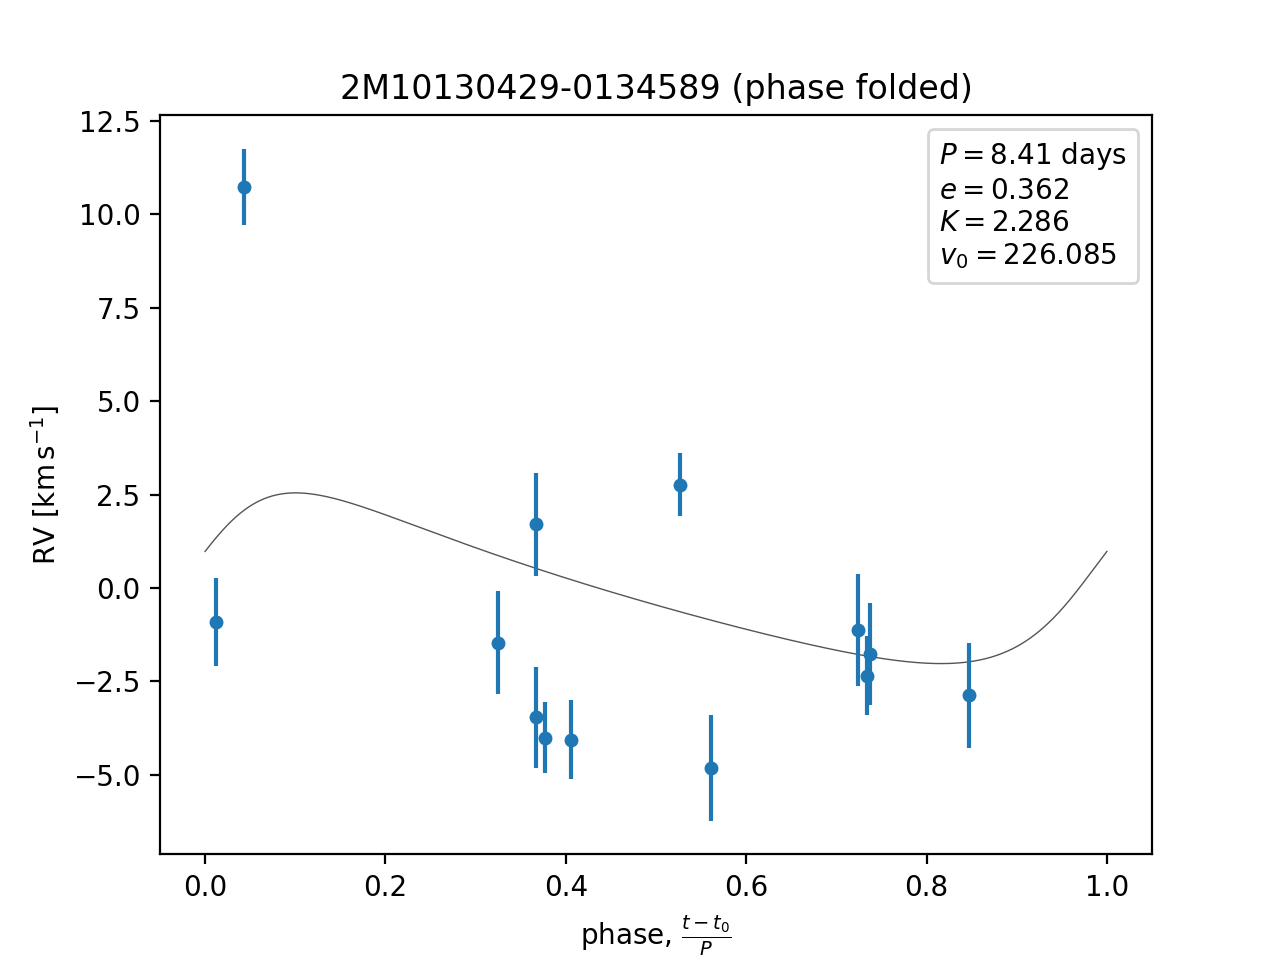 2M10130429-0134589 (phase folded)
P = 8.41 days
e = 0.362
K = 2.286
v₀ = 226.085
RV [km s⁻¹]
12.5
10.0
7.5
5.0
2.5
0.0
−2.5
−5.0
0.0 0.2 0.4 0.6 0.8 1.0
phase, (t − t₀)/P